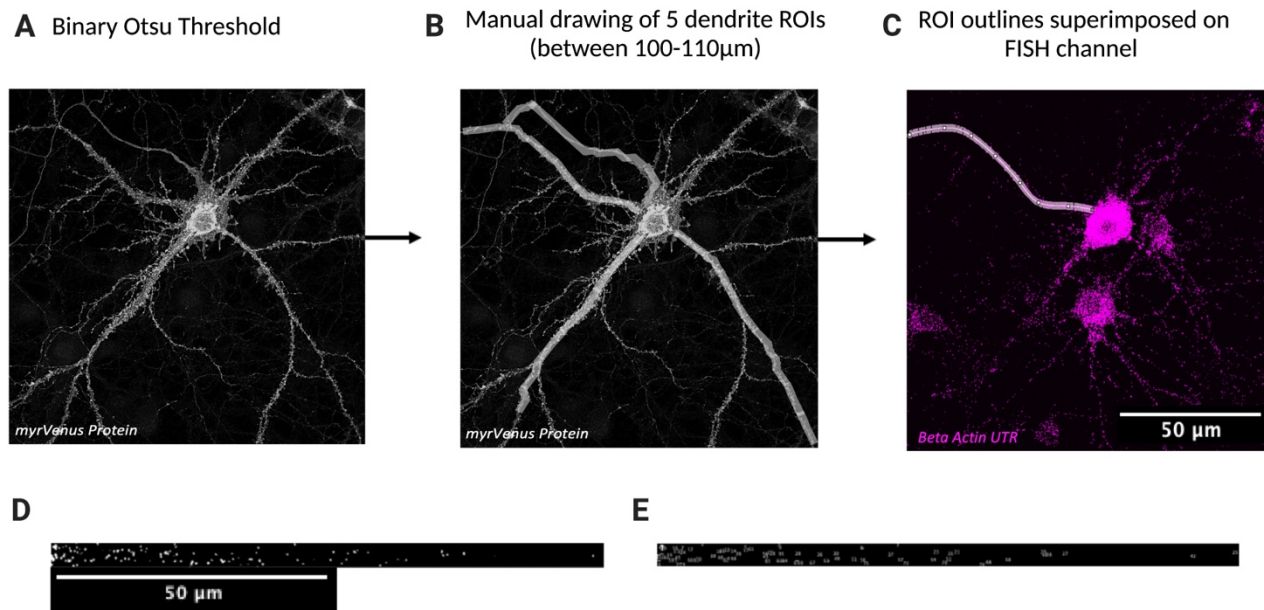 A Binary Otsu Threshold
B Manual drawing of 5 dendrite ROIs
(between 100-110µm)
C ROI outlines superimposed on
FISH channel
myrVenus Protein
myrVenus Protein
Beta Actin UTR
50 µm
D
50 µm
E